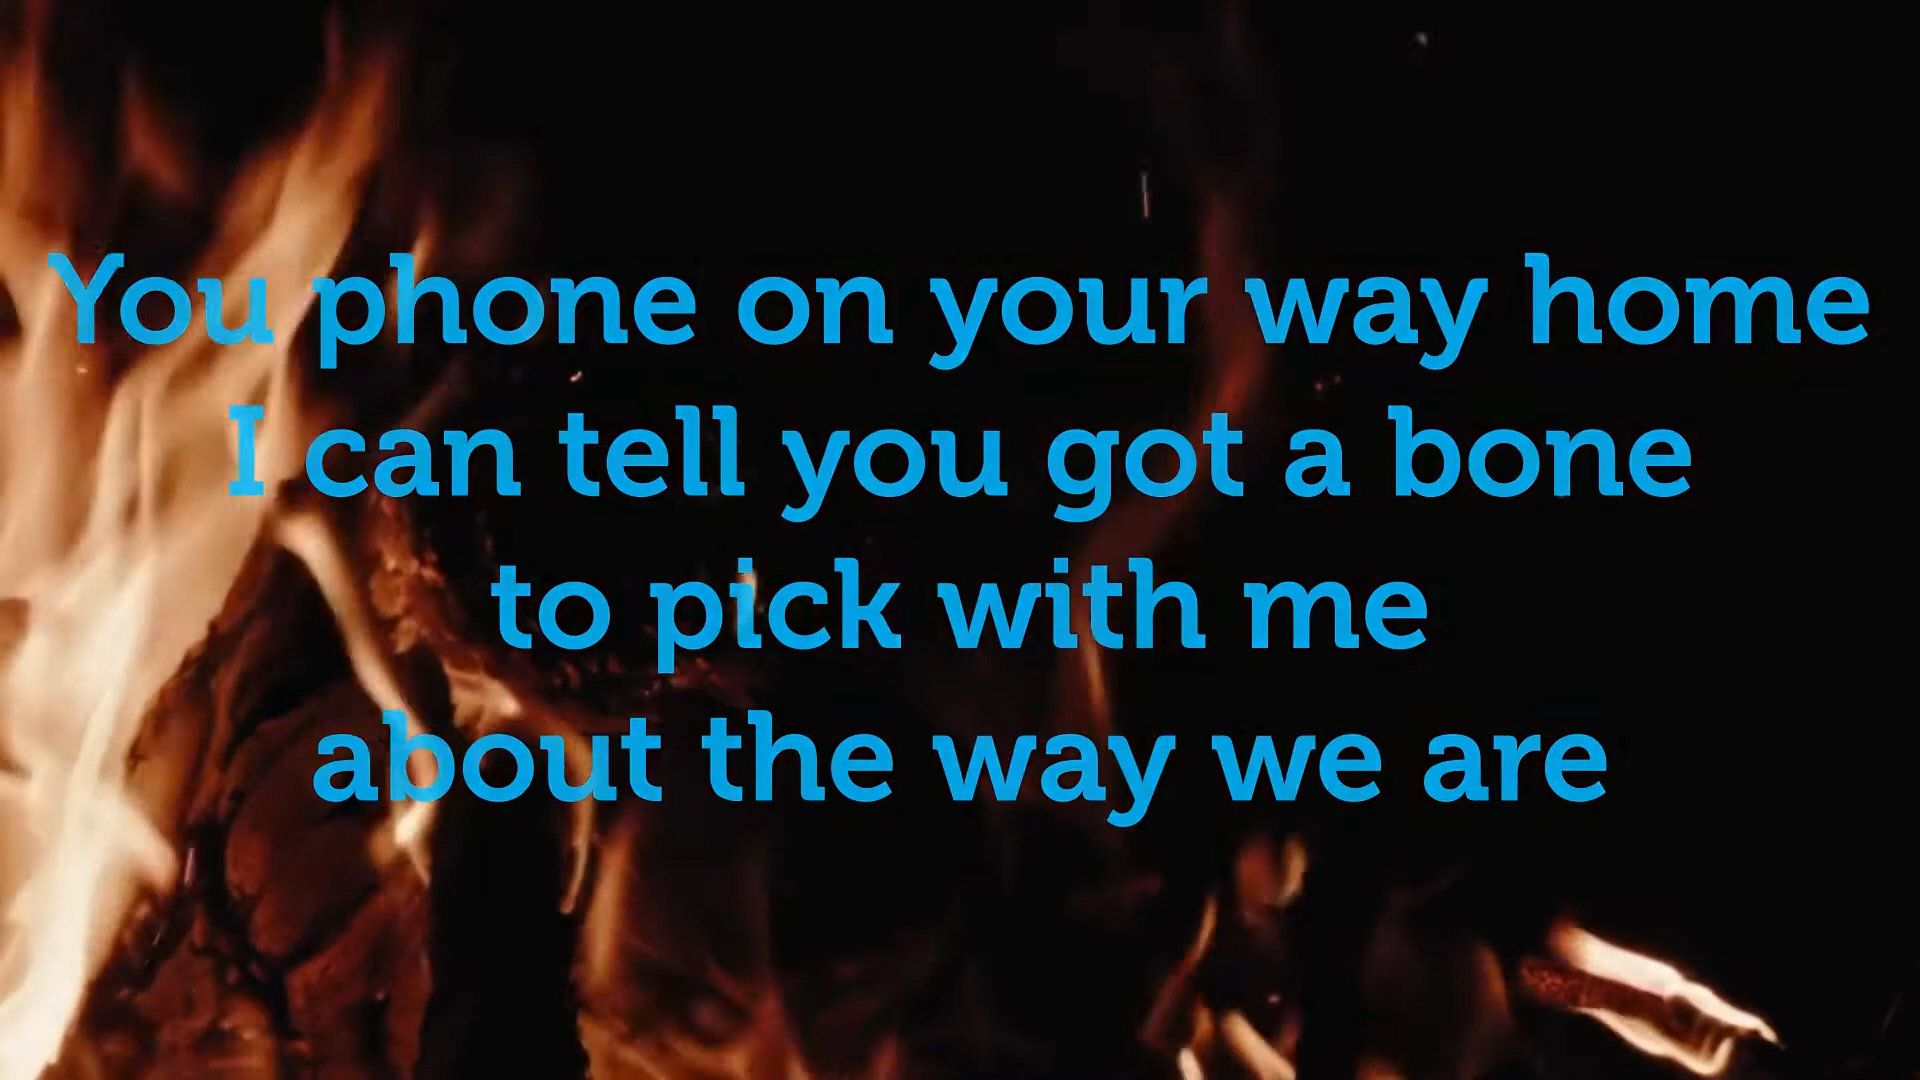 You phone on your way home
I can tell you got a bone
to pick with me
about the way we are